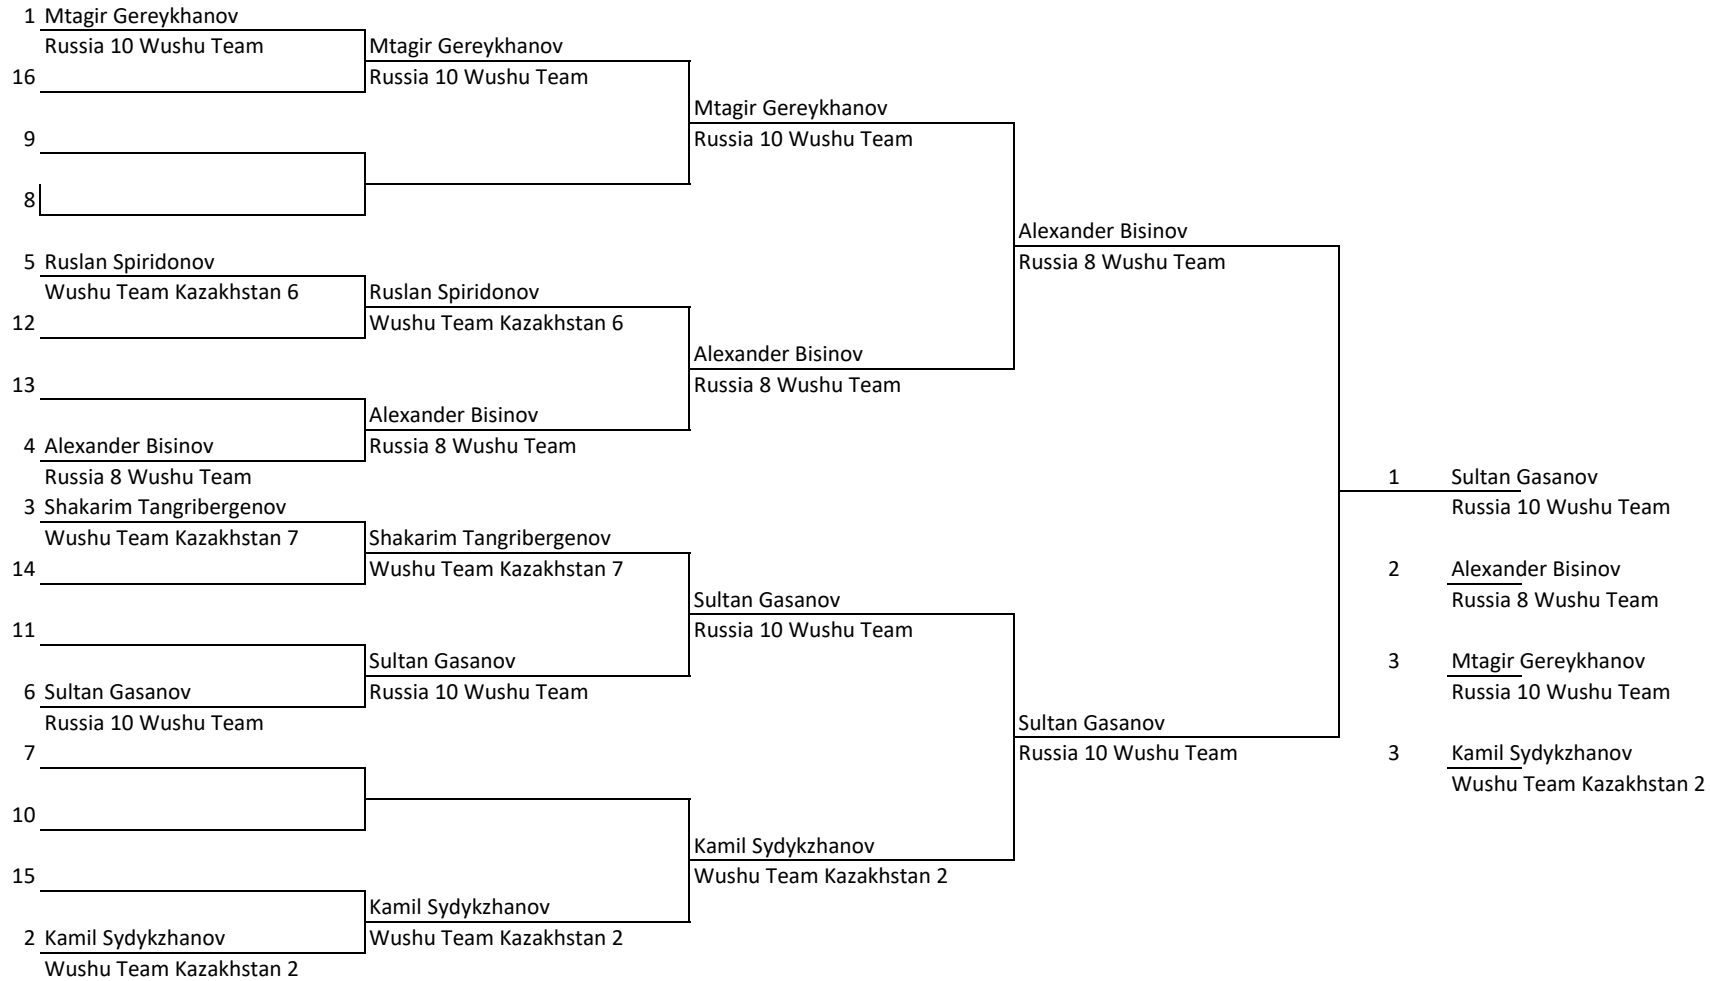 1 Mtagir Gereykhanov
Russia 10 Wushu Team
Mtagir Gereykhanov
16
Russia 10 Wushu Team
Mtagir Gereykhanov
9
Russia 10 Wushu Team
8
Alexander Bisinov
5 Ruslan Spiridonov
Russia 8 Wushu Team
Wushu Team Kazakhstan 6
Ruslan Spiridonov
12
Wushu Team Kazakhstan 6
Alexander Bisinov
13
Russia 8 Wushu Team
Alexander Bisinov
4 Alexander Bisinov
Russia 8 Wushu Team
Russia 8 Wushu Team
1 Sultan Gasanov
3 Shakarim Tangribergenov
Russia 10 Wushu Team
Wushu Team Kazakhstan 7
Shakarim Tangribergenov
14
Wushu Team Kazakhstan 7
2 Alexander Bisinov
Sultan Gasanov
Russia 8 Wushu Team
11
Russia 10 Wushu Team
Sultan Gasanov
3 Mtagir Gereykhanov
6 Sultan Gasanov
Russia 10 Wushu Team
Russia 10 Wushu Team
Russia 10 Wushu Team
Sultan Gasanov
7
Russia 10 Wushu Team
3 Kamil Sydykzhanov
Wushu Team Kazakhstan 2
10
Kamil Sydykzhanov
15
Wushu Team Kazakhstan 2
Kamil Sydykzhanov
2 Kamil Sydykzhanov
Wushu Team Kazakhstan 2
Wushu Team Kazakhstan 2